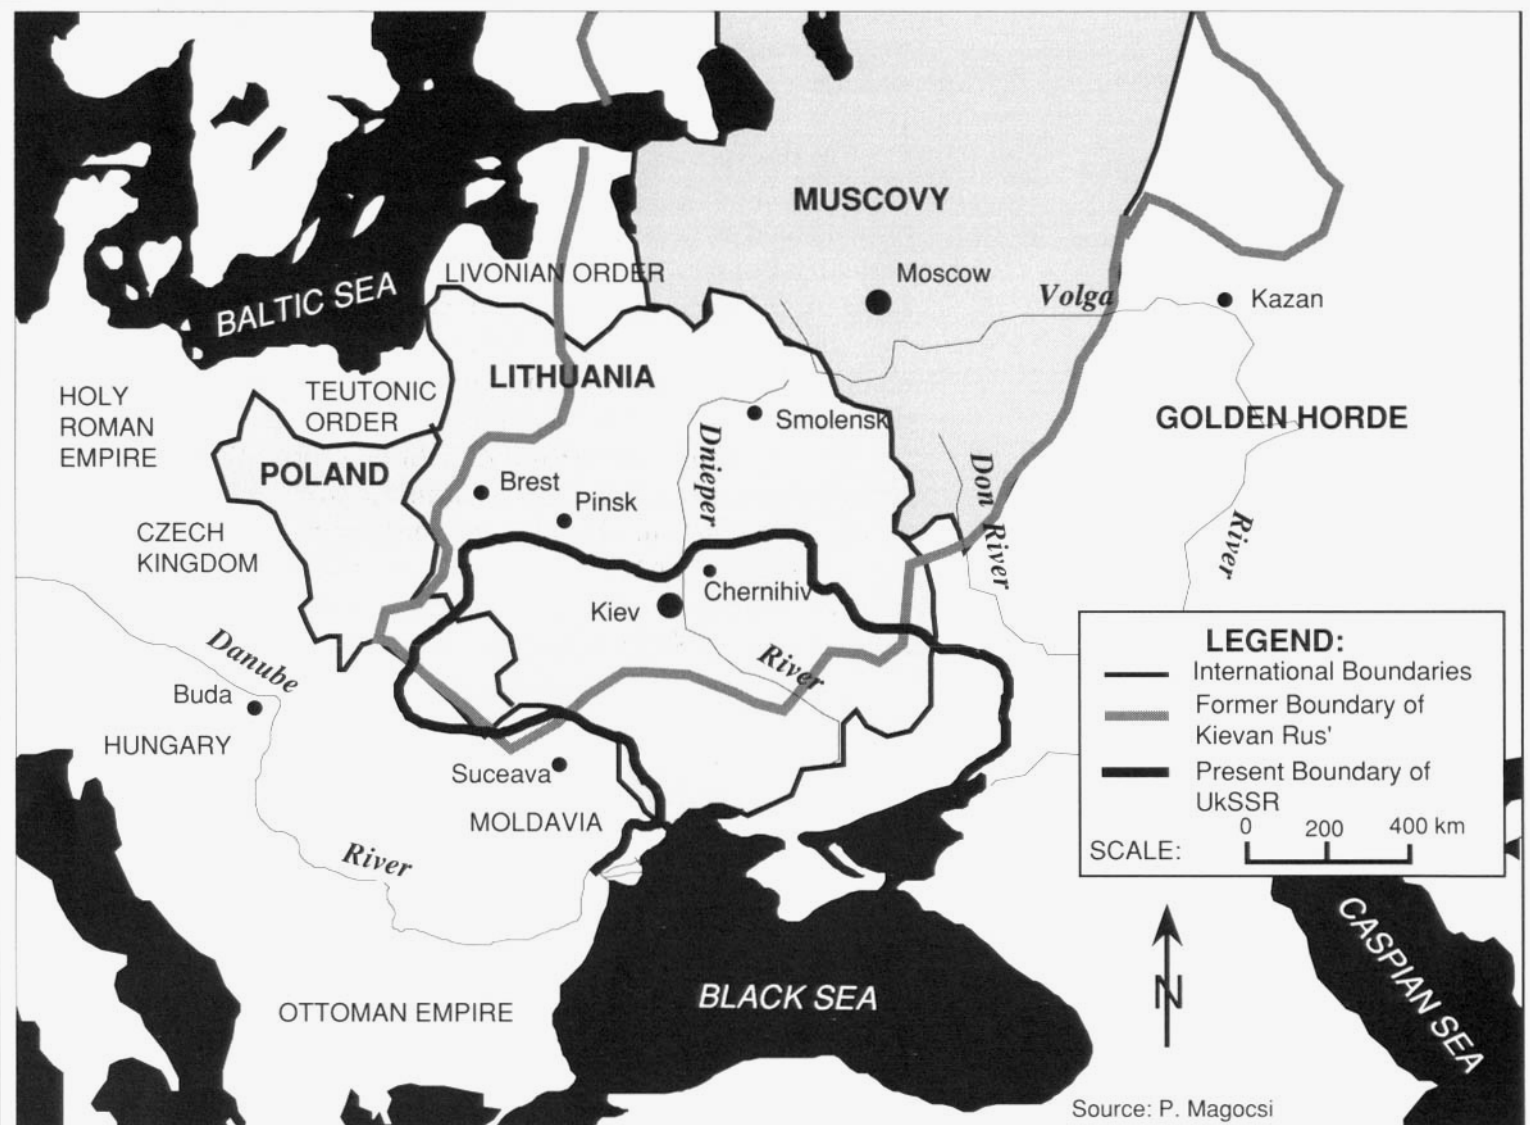 MUSCOVY
Moscow
LIVONIAN ORDER
Volga
Kazan
BALTIC SEA
LITHUANIA
HOLY
ROMAN
EMPIRE
TEUTONIC
ORDER
Smolensk
GOLDEN HORDE
POLAND
Dnieper
Brest
Pinsk
Don
River
River
CZECH
KINGDOM
Chernihiv
Kiev
River
Danube
Buda
HUNGARY
Suceava
MOLDAVIA
River
LEGEND:
International Boundaries
Former Boundary of
Kievan Rus'
Present Boundary of
UkSSR
0 200 400 km
SCALE:
CASPIAN SEA
BLACK SEA
N
OTTOMAN EMPIRE
Source: P. Magocsi